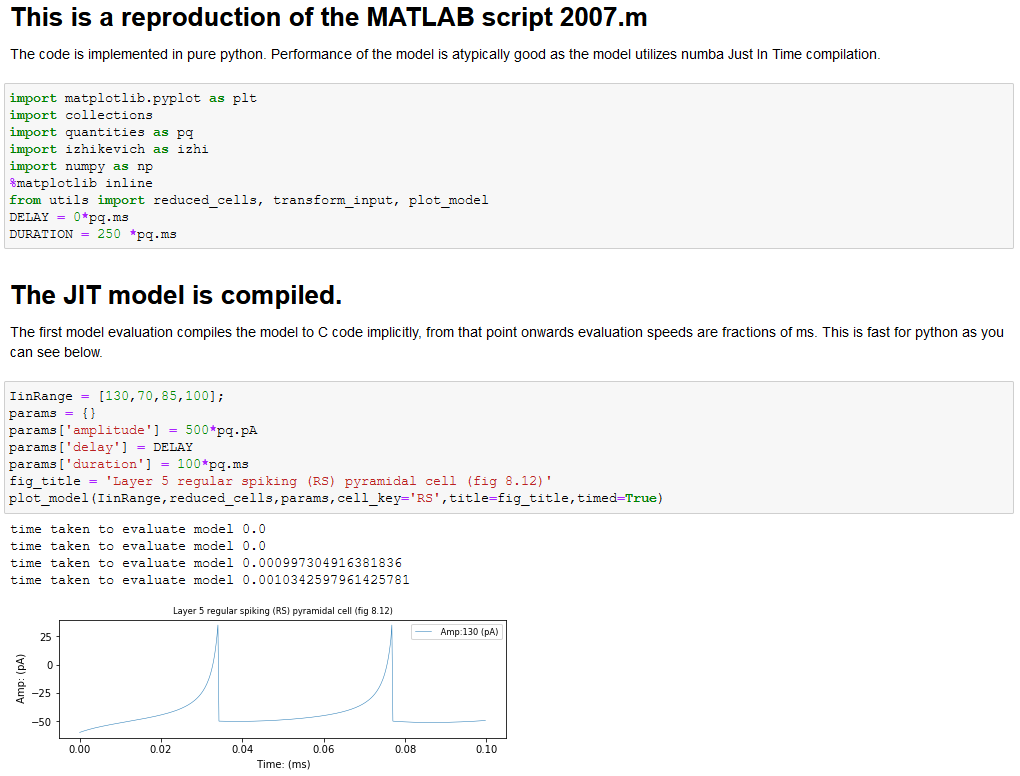 This is a reproduction of the MATLAB script 2007.m
The code is implemented in pure python. Performance of the model is atypically good as the model utilizes numba Just In Time compilation.
import matplotlib.pyplot as plt
import collections
import quantities as pq
import izhikevich as izhi
import numpy as np
%matplotlib inline
from utils import reduced_cells, transform_input, plot_model
DELAY = 0*pq.ms
DURATION = 250 *pq.ms
The JIT model is compiled.
The first model evaluation compiles the model to C code implicitly, from that point onwards evaluation speeds are fractions of ms. This is fast for python as you
can see below.
IinRange = [130,70,85,100];
params = {}
params['amplitude'] = 500*pq.pA
params['delay'] = DELAY
params['duration'] = 100*pq.ms
fig_title = 'Layer 5 regular spiking (RS) pyramidal cell (fig 8.12)'
plot_model(IinRange,reduced_cells,params,cell_key='RS',title=fig_title,timed=True)
time taken to evaluate model 0.0
time taken to evaluate model 0.0
time taken to evaluate model 0.000997304916381836
time taken to evaluate model 0.0010342597961425781
Layer 5 regular spiking (RS) pyramidal cell (fig 8.12)
Amp:130 (pA)
25
0
−25
−50
Amp: (pA)
0.00 0.02 0.04 0.06 0.08 0.10
Time: (ms)